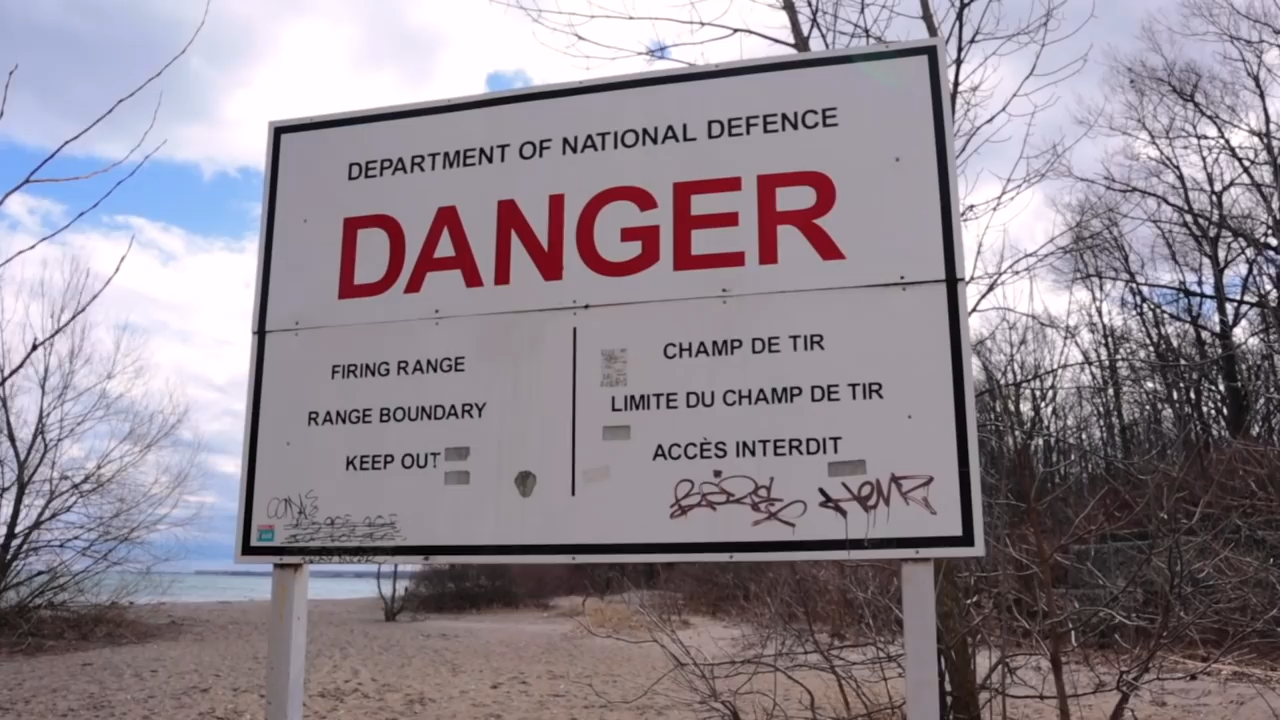 DEPARTMENT OF NATIONAL DEFENCE
DANGER
FIRING RANGE
RANGE BOUNDARY
KEEP OUT
CHAMP DE TIR
LIMITE DU CHAMP DE TIR
ACCÈS INTERDIT